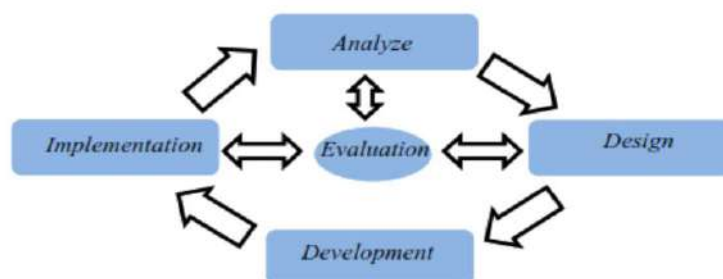 Analyze
Implementation
Evaluation
Design
Development